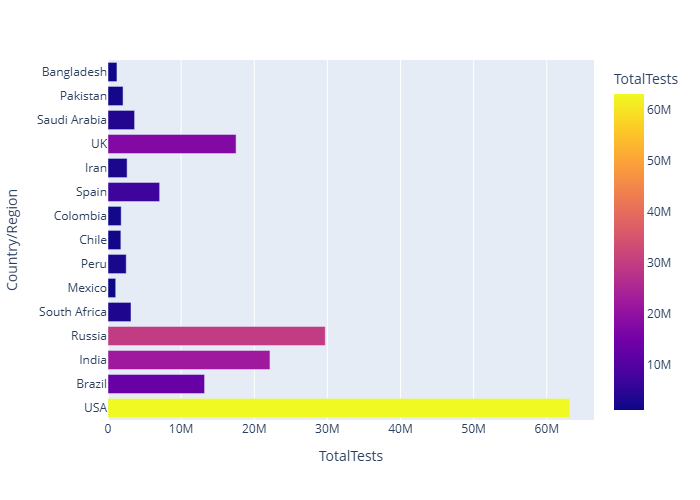 Bangladesh
Pakistan
Saudi Arabia
UK
Iran
Spain
Colombia
Chile
Peru
Mexico
South Africa
Russia
India
Brazil
USA
Country/Region
0 10M 20M 30M 40M 50M 60M
TotalTests
TotalTests
60M
50M
40M
30M
20M
10M